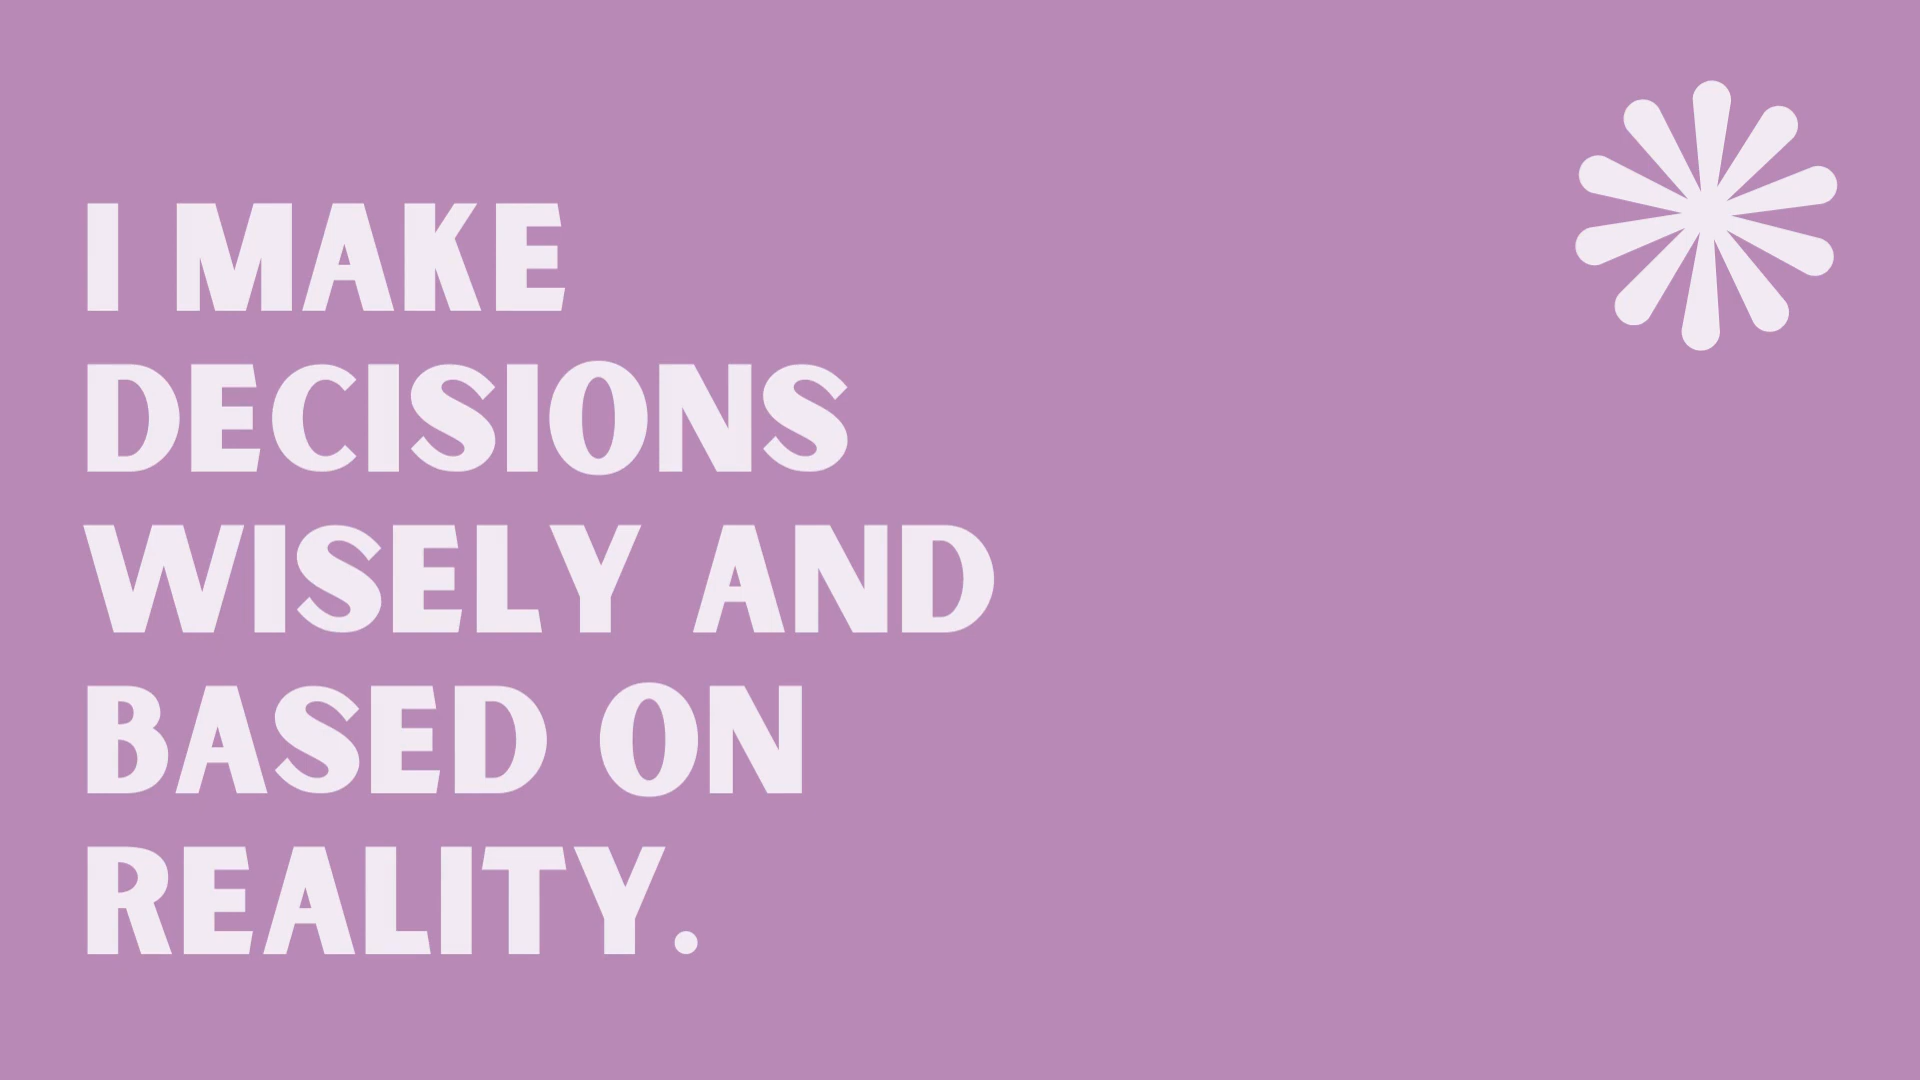 I MAKE
DECISIONS
WISELY AND
BASED ON
REALITY.